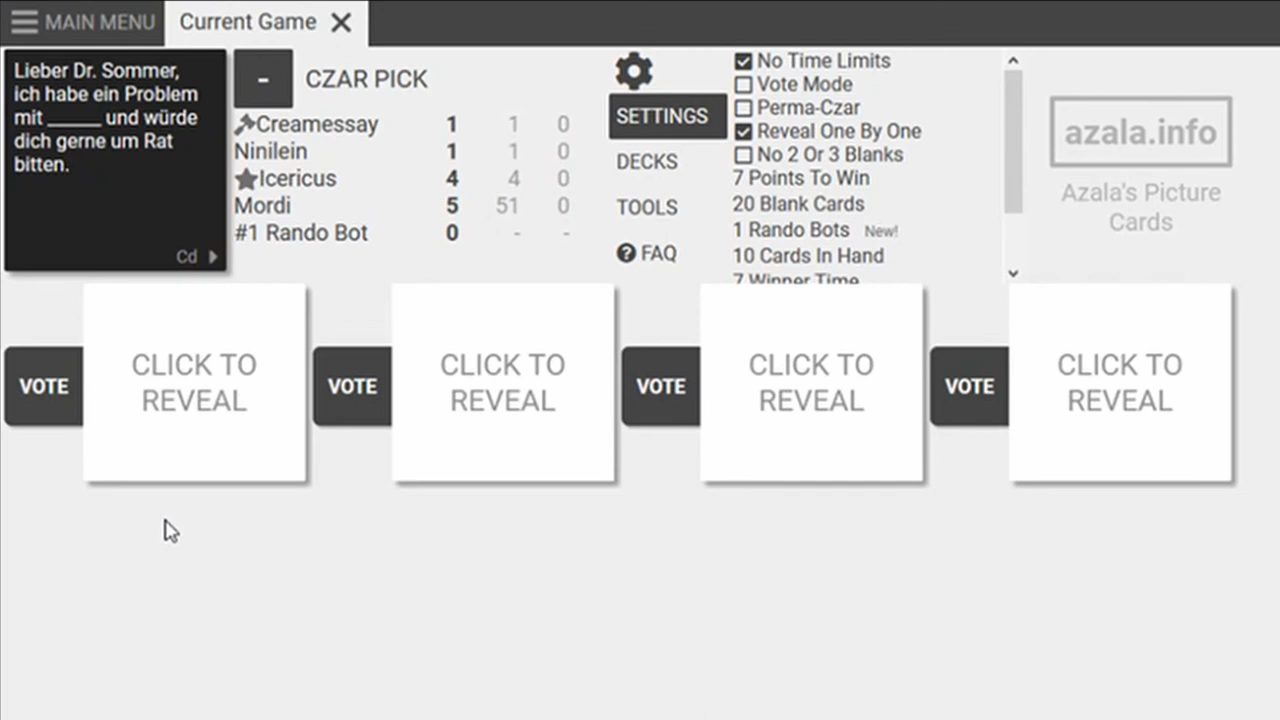 MAIN MENU
Current Game
Lieber Dr. Sommer,
ich habe ein Problem
mit _____ und würde
dich gerne um Rat
bitten.
Cd
-
CZAR PICK
Creamessay 1 1 0
Ninilein 1 1 0
Icericus 4 4 0
Mordi 5 51 0
#1 Rando Bot 0 - -
SETTINGS
DECKS
TOOLS
? FAQ
No Time Limits
Vote Mode
Perma-Czar
Reveal One By One
No 2 Or 3 Blanks
7 Points To Win
20 Blank Cards
1 Rando Bots New!
10 Cards In Hand
7 Winner Time
azala.info
Azala's Picture
Cards
VOTE
CLICK TO
REVEAL
VOTE
CLICK TO
REVEAL
VOTE
CLICK TO
REVEAL
VOTE
CLICK TO
REVEAL